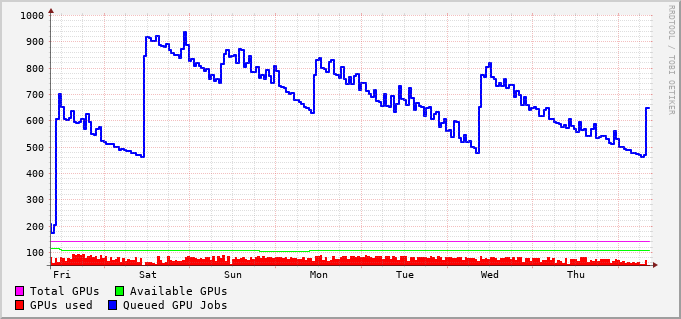 1000
900
800
700
600
500
400
300
200
100
Fri Sat Sun Mon Tue Wed Thu
Total GPUs Available GPUs
GPUs used Queued GPU Jobs
RRDTOOL / TOBI OETIKER